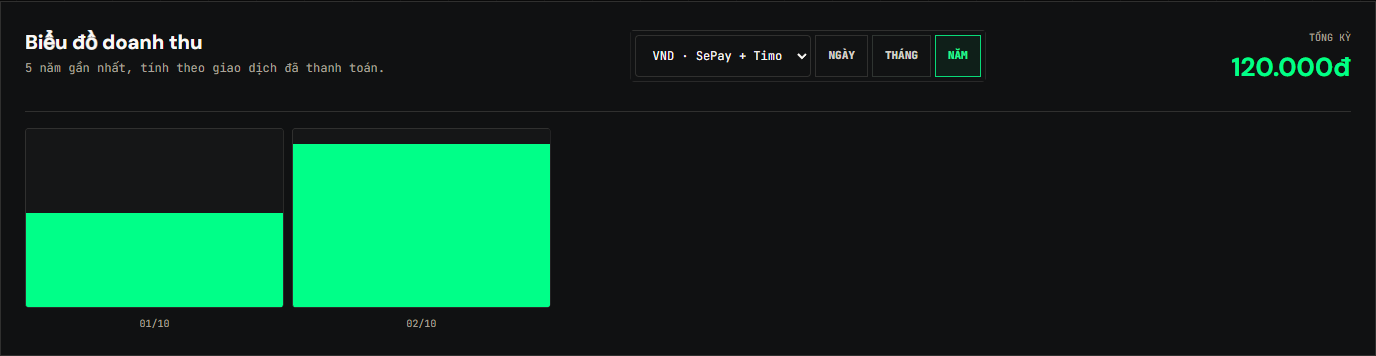 Biểu đồ doanh thu
5 năm gần nhất, tính theo giao dịch đã thanh toán.
VND · SePay + Timo
NGÀY
THÁNG
NĂM
TỔNG KỲ
120.000đ
01/10
02/10